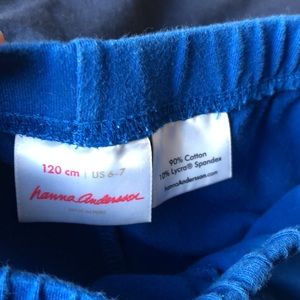 120 cm | US 6-7
hanna Andersson
90% Cotton
10% Lycra® Spandex
hannaAndersson.com